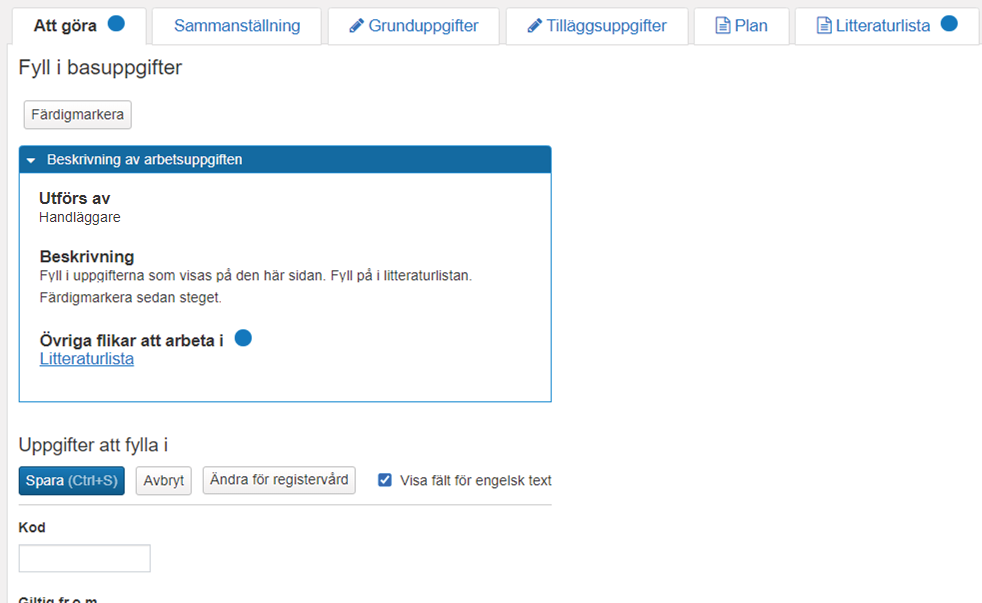 Att göra Sammanställning Grunduppgifter Tilläggsuppgifter Plan Litteraturlista
Fyll i basuppgifter
Färdigmarkera
Beskrivning av arbetsuppgiften
Utförs av
Handläggare
Beskrivning
Fyll i uppgifterna som visas på den här sidan. Fyll på i litteraturlistan.
Färdigmarkera sedan steget.
Övriga flikar att arbeta i
Litteraturlista
Uppgifter att fylla i
Spara (Ctrl+S) Avbryt Ändra för registervård Visa fält för engelsk text
Kod
Giltig fr.o.m